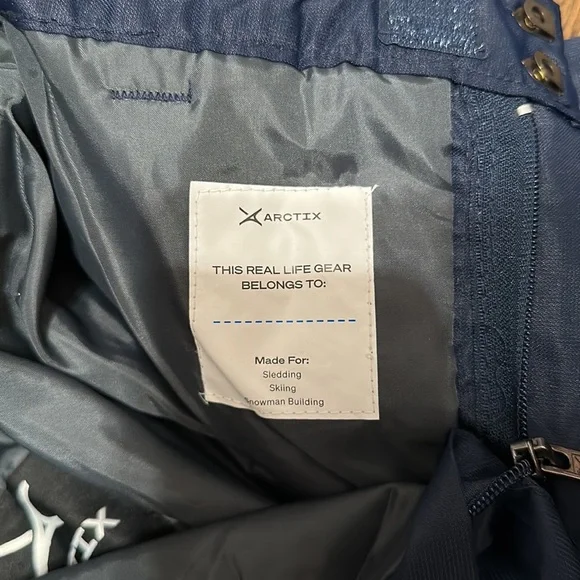 ARCTIX
THIS REAL LIFE GEAR
BELONGS TO:
Made For:
Sledding
Skiing
Snowman Building